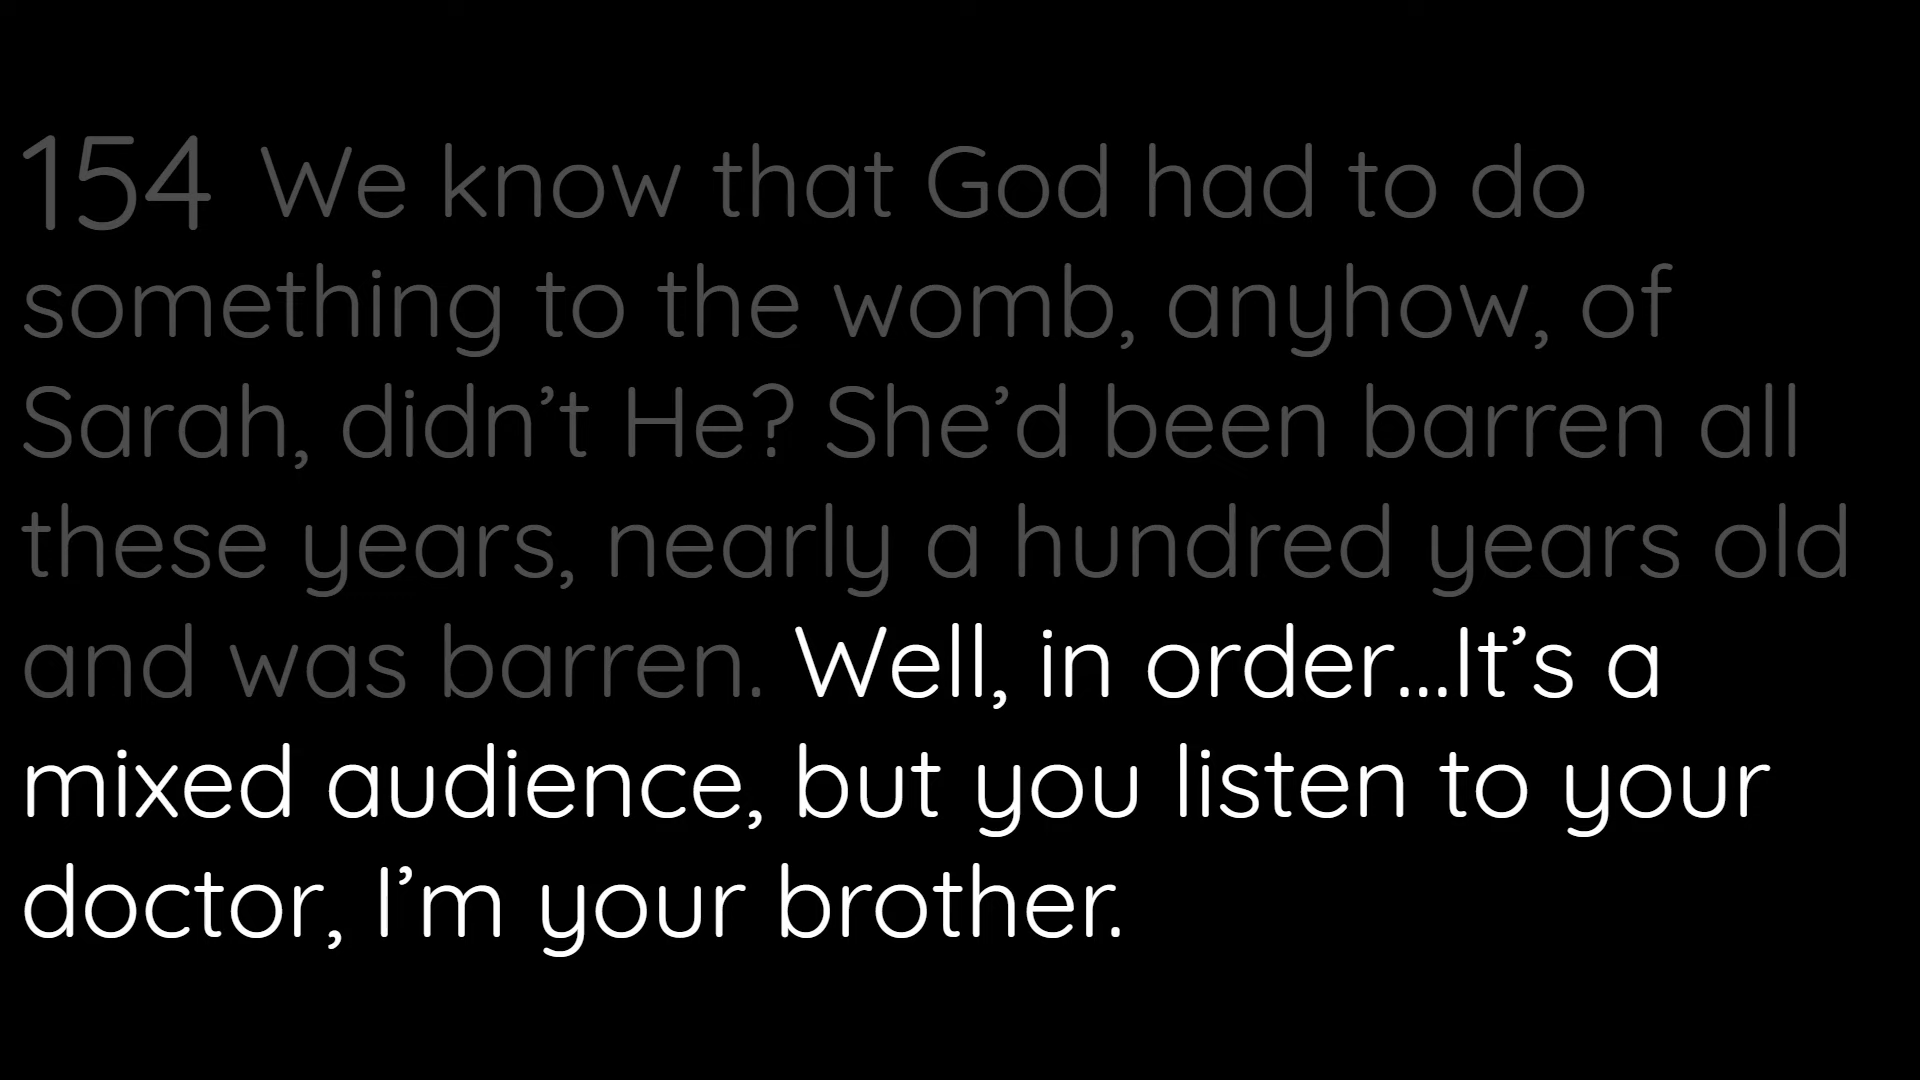 154 We know that God had to do
something to the womb, anyhow, of
Sarah, didn’t He? She’d been barren all
these years, nearly a hundred years old
and was barren. Well, in order...It’s a
mixed audience, but you listen to your
doctor, I’m your brother.